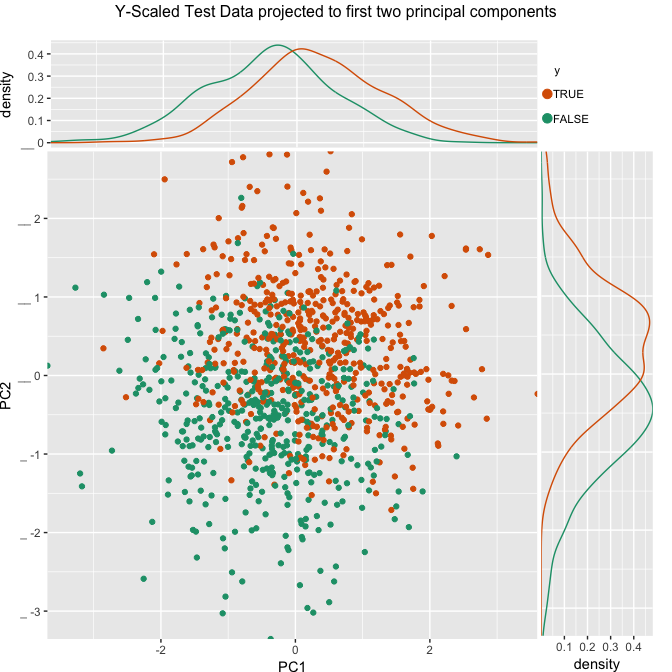 Y-Scaled Test Data projected to first two principal components
density
0.4
0.3
0.2
0.1
0
y
TRUE
FALSE
PC2
2
1
0
-1
-2
-3
-2
0
2
PC1
0.1 0.2 0.3 0.4
density